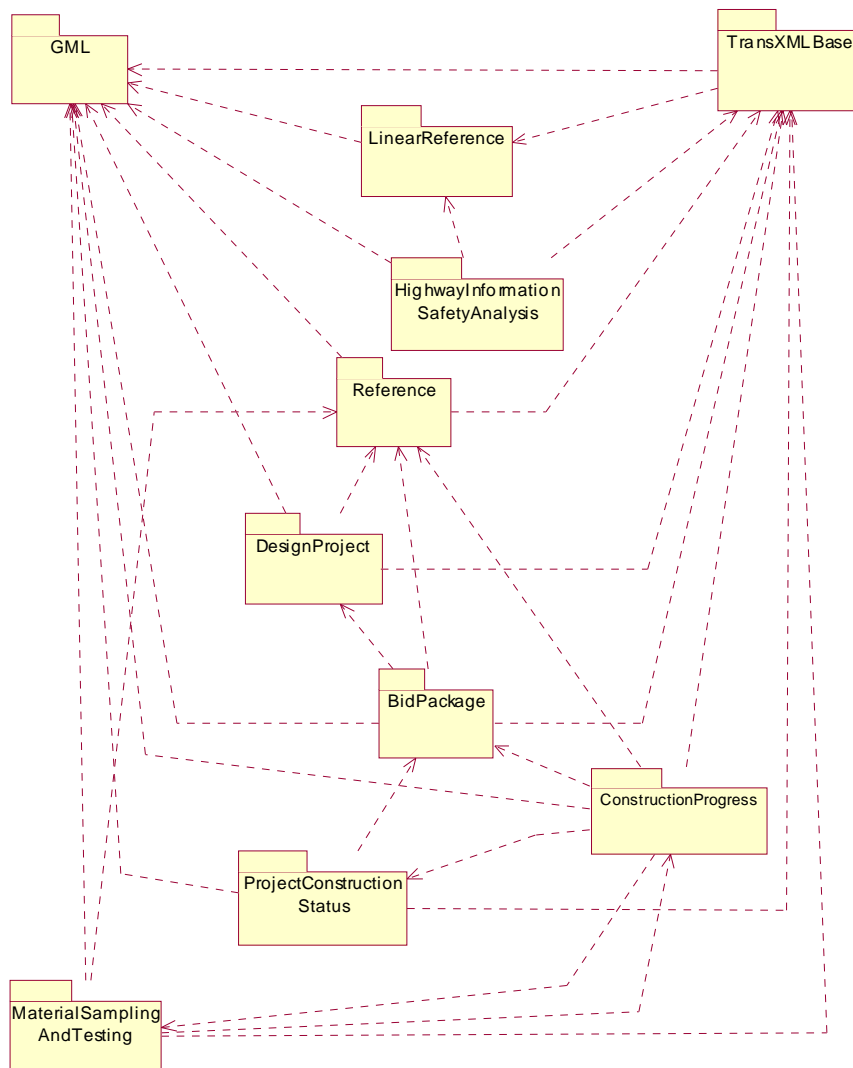 GML
TransXMLBase
LinearReference
HighwayInformation
SafetyAnalysis
Reference
DesignProject
BidPackage
ConstructionProgress
ProjectConstruction
Status
MaterialSampling
AndTesting